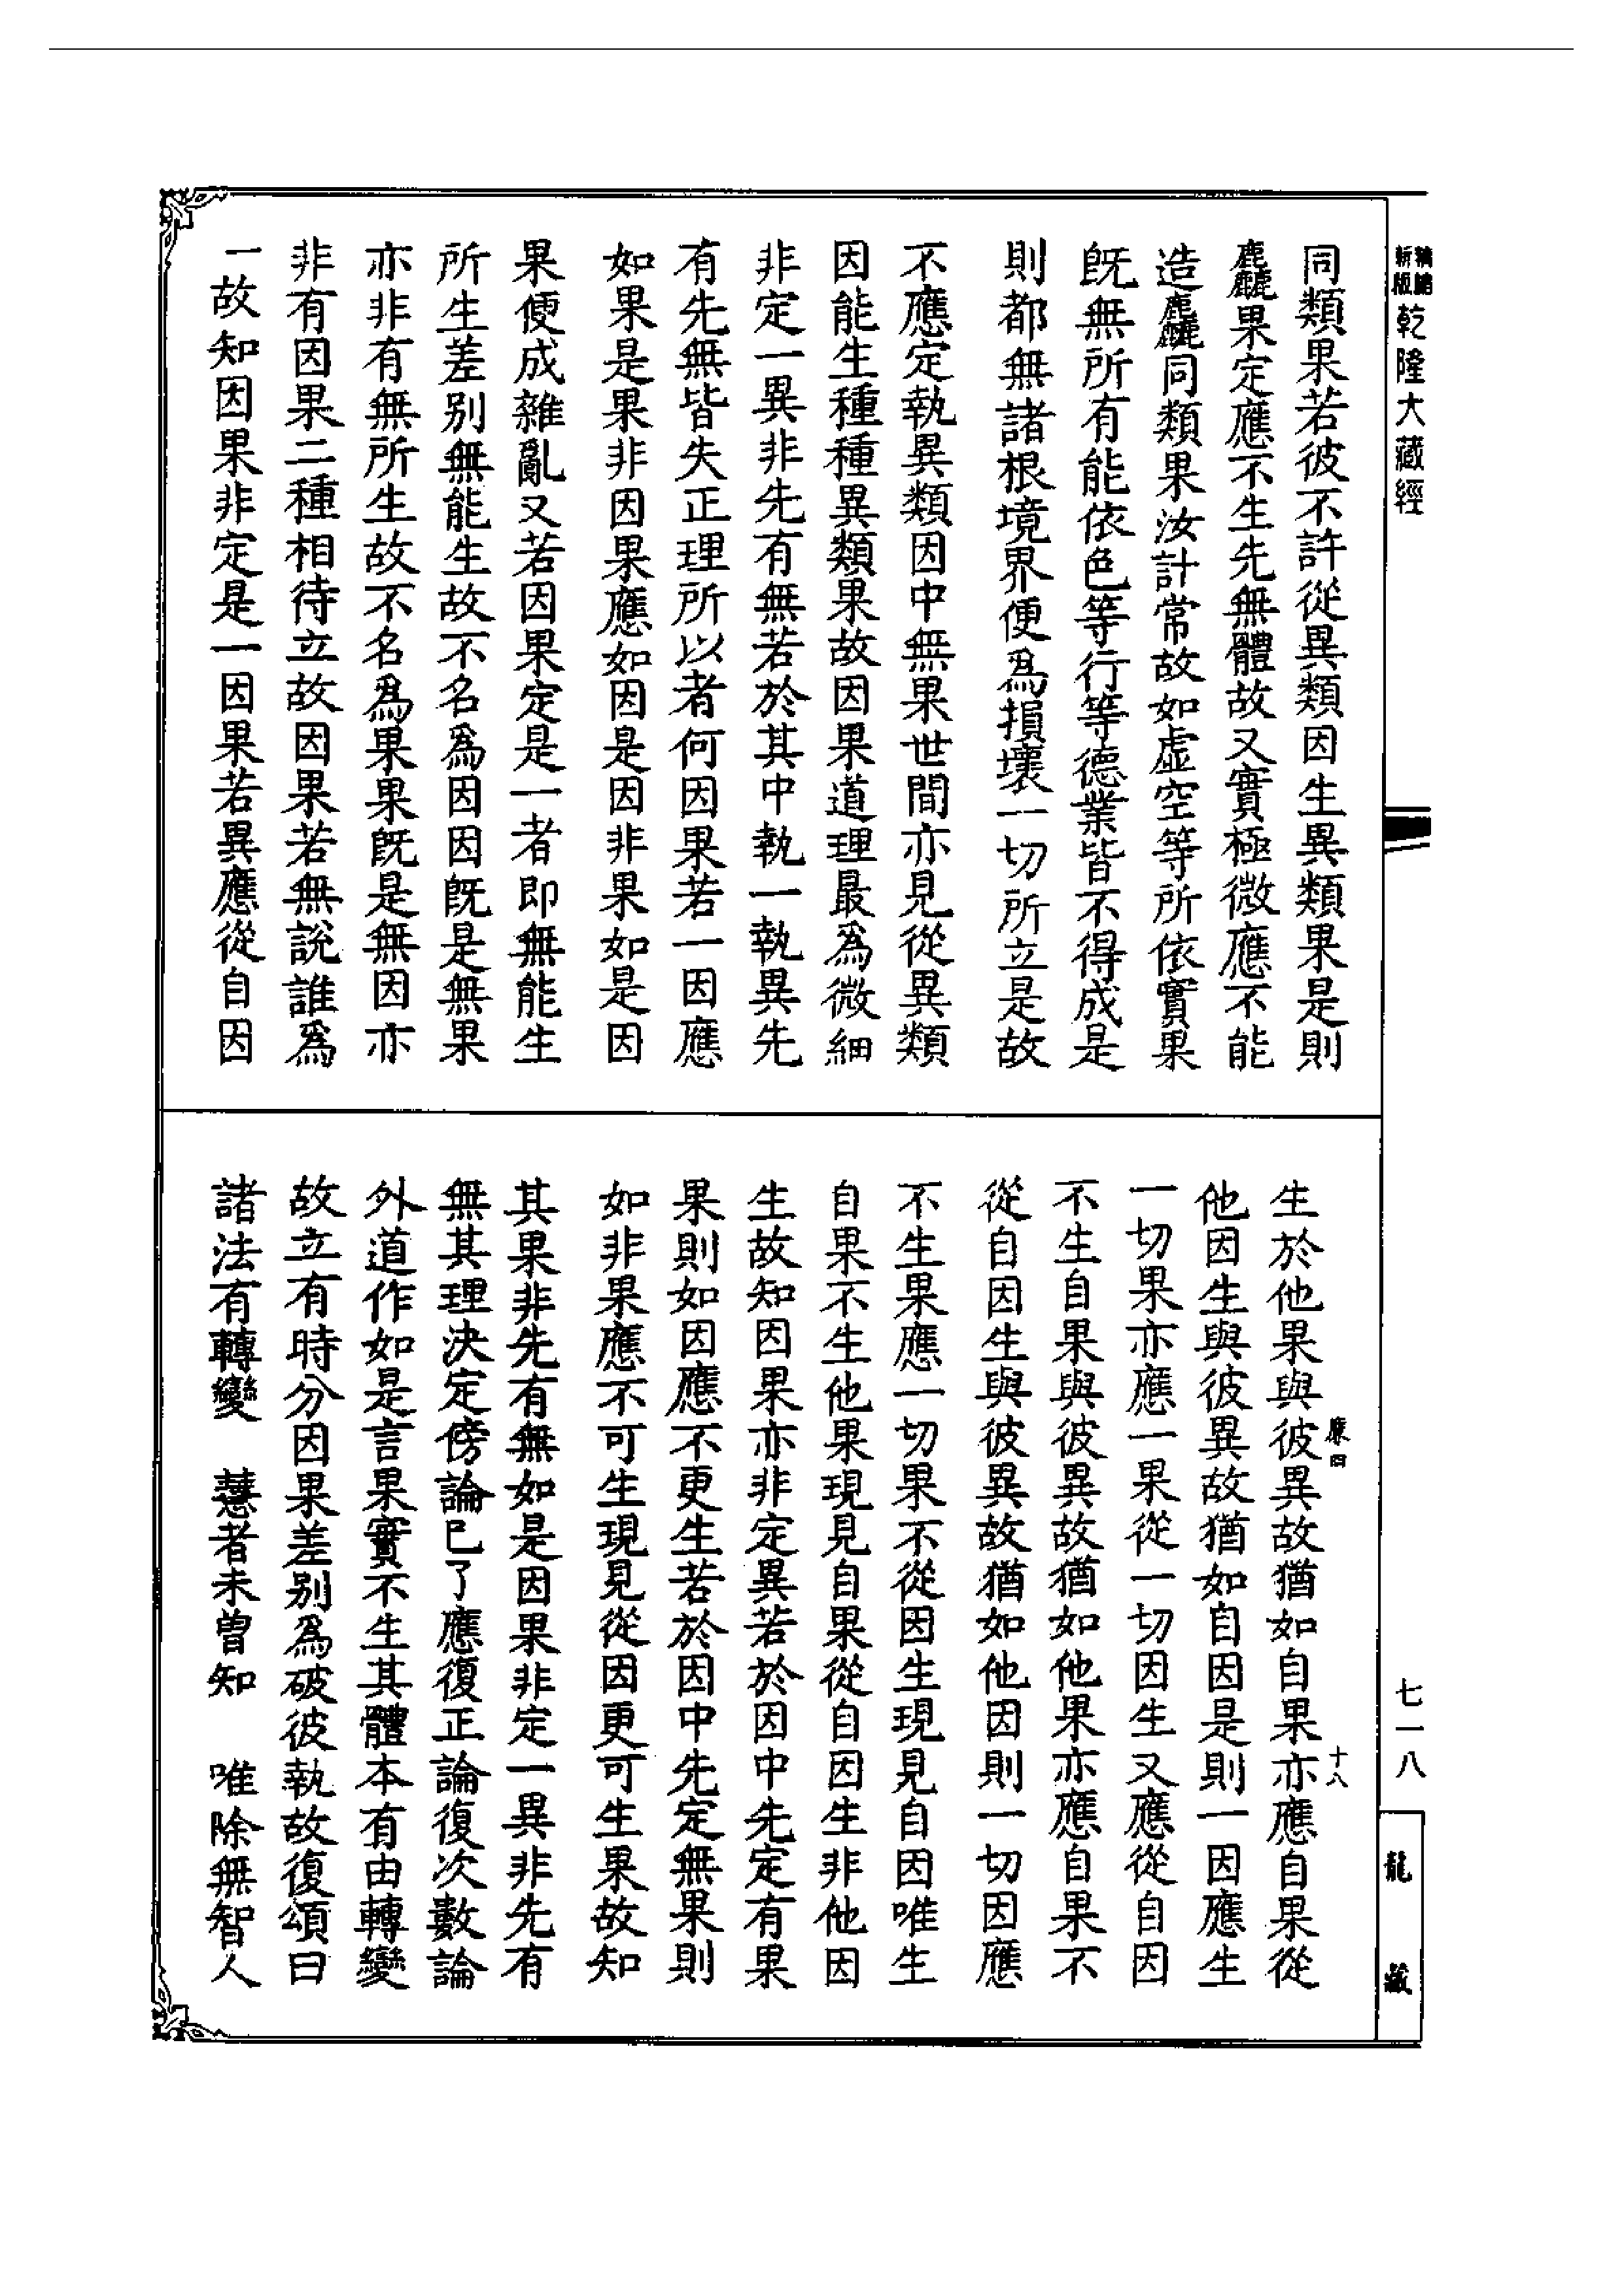 新版
乾隆大藏經
同類果若彼不許從異類因生異類果是則
麤果定應不生先無體故又實極微應不能
造麤同類果汝計常故如虛空等所依實果
旣無所有能依色等行等德業皆不得成是
則都無諸根境界便爲損壞一切所立是故
不應定執異類因中無果世間亦見從異類
因能生種種異類果故因果道理最爲微細
非定一異非先有無若於其中執一執異先
有先無皆失正理所以者何因果若一因應
如果是果非因果應如因是因非果如是因
果便成雜亂又若因果定是一者即無能生
所生差別無能生故不名爲因因旣是無果
亦非有無所生故不名爲果果旣是無因亦
非有因果二種相待立故因果若無說誰爲
一故知因果非定是一因果若異應從自因
生於他果與彼異故猶如自果亦應自果從
他因生與彼異故猶如自因是則一因應生
一切果亦應一果從一切因生又應從自因
不生自果與彼異故猶如他果亦應自果不
從自因生與彼異故猶如他因則一切因應
不生果應一切果不從因生現見自因唯生
自果不生他果現見自果從自因生非他因
生故知因果亦非定異若於因中先定有果
果則如因應不更生若於因中先定無果則
如非果應不可生現見從因更可生果故知
其果非先有無如是因果非定一異非先有
無其理決定傍論已了應復正論復次數論
外道作如是言果實不生其體本有由轉變
故立有時分因果差別爲破彼執故復頌曰
諸法有轉變　慧者未曾知　唯除無智人
十八
七一八
龍藏